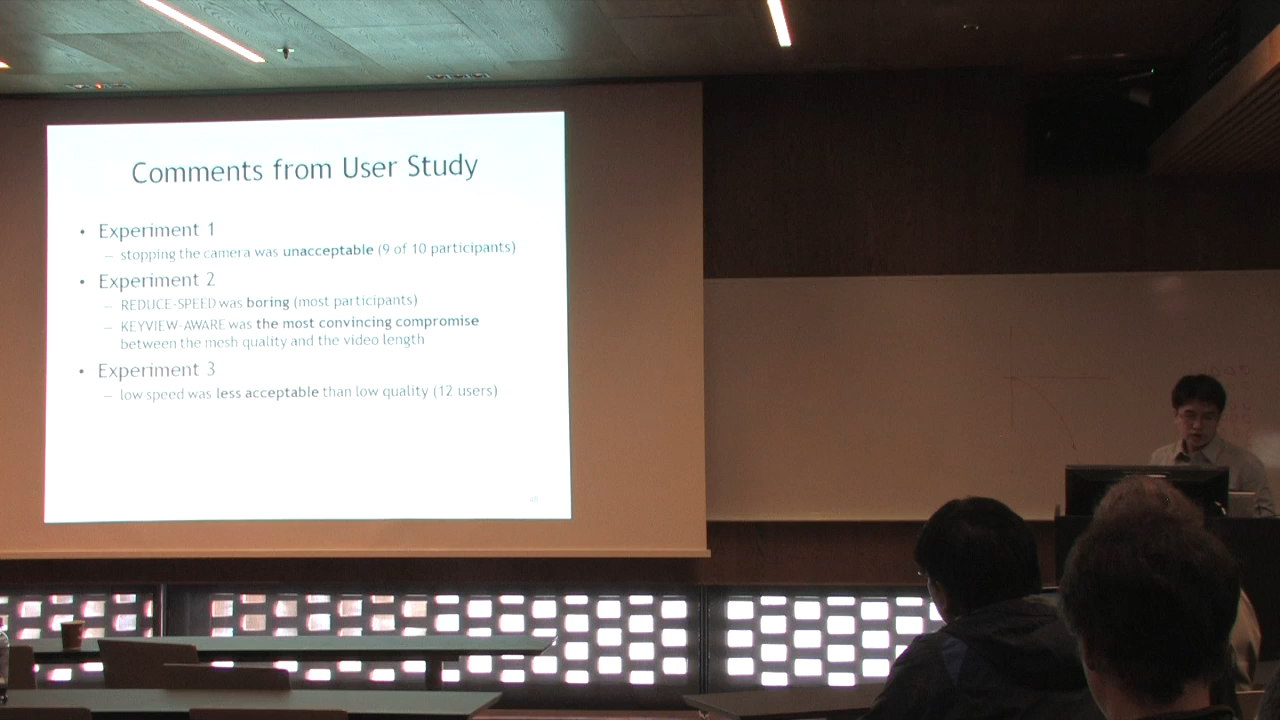 Comments from User Study
• Experiment 1
– stopping the camera was unacceptable (9 of 10 participants)
• Experiment 2
– REDUCE-SPEED was boring (most participants)
– KEYVIEW-AWARE was the most convincing compromise
between the mesh quality and the video length
• Experiment 3
– low speed was less acceptable than low quality (12 users)